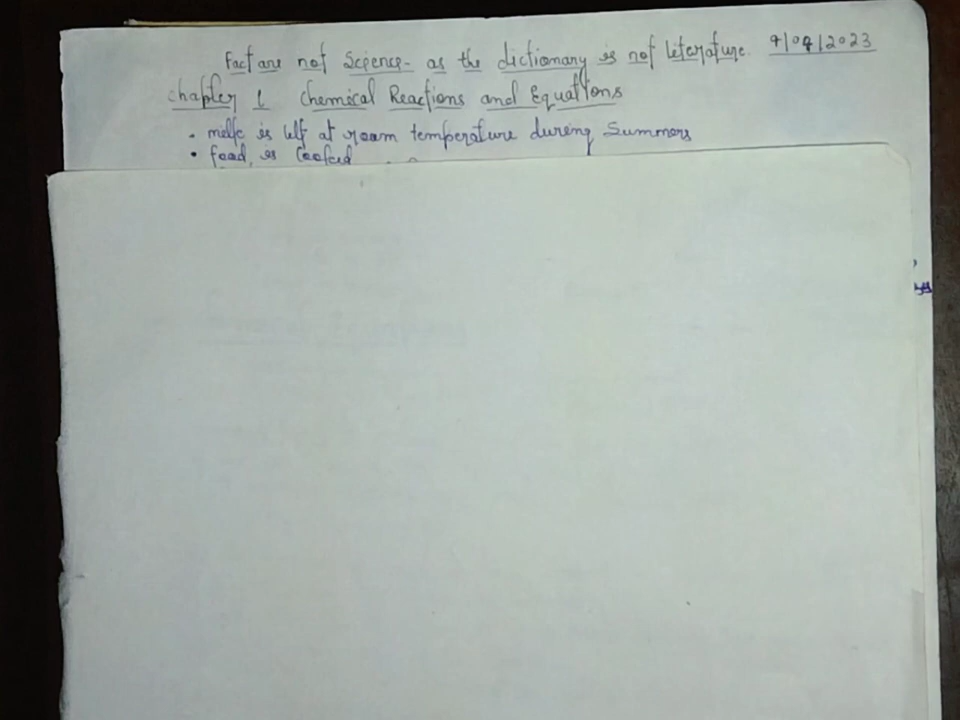 Fact are not Science - as the dictionary is not literature. 7/04/2023
Chapter 1 Chemical Reactions and Equations
• milk is left at room temperature during Summers
• food is Cooked